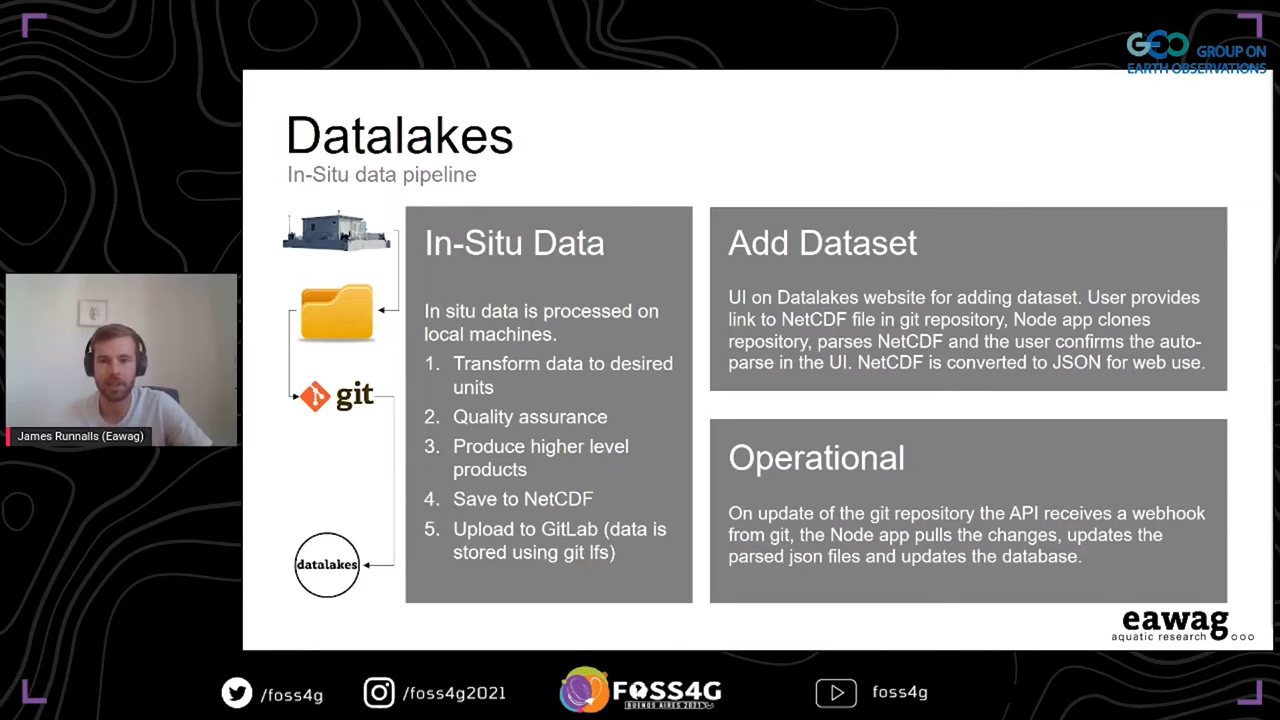 GEO GROUP ON
EARTH OBSERVATIONS
Datalakes
In-Situ data pipeline
In-Situ Data
In situ data is processed on
local machines.
1. Transform data to desired
units
2. Quality assurance
3. Produce higher level
products
4. Save to NetCDF
5. Upload to GitLab (data is
stored using git lfs)
git
datalakes
Add Dataset
UI on Datalakes website for adding dataset. User provides
link to NetCDF file in git repository, Node app clones
repository, parses NetCDF and the user confirms the auto-
parse in the UI. NetCDF is converted to JSON for web use.
Operational
On update of the git repository the API receives a webhook
from git, the Node app pulls the changes, updates the
parsed json files and updates the database.
James Runnalls (Eawag)
eawag
aquatic research
/foss4g
/foss4g2021
FOSS4G
BUENOS AIRES 2021
foss4g